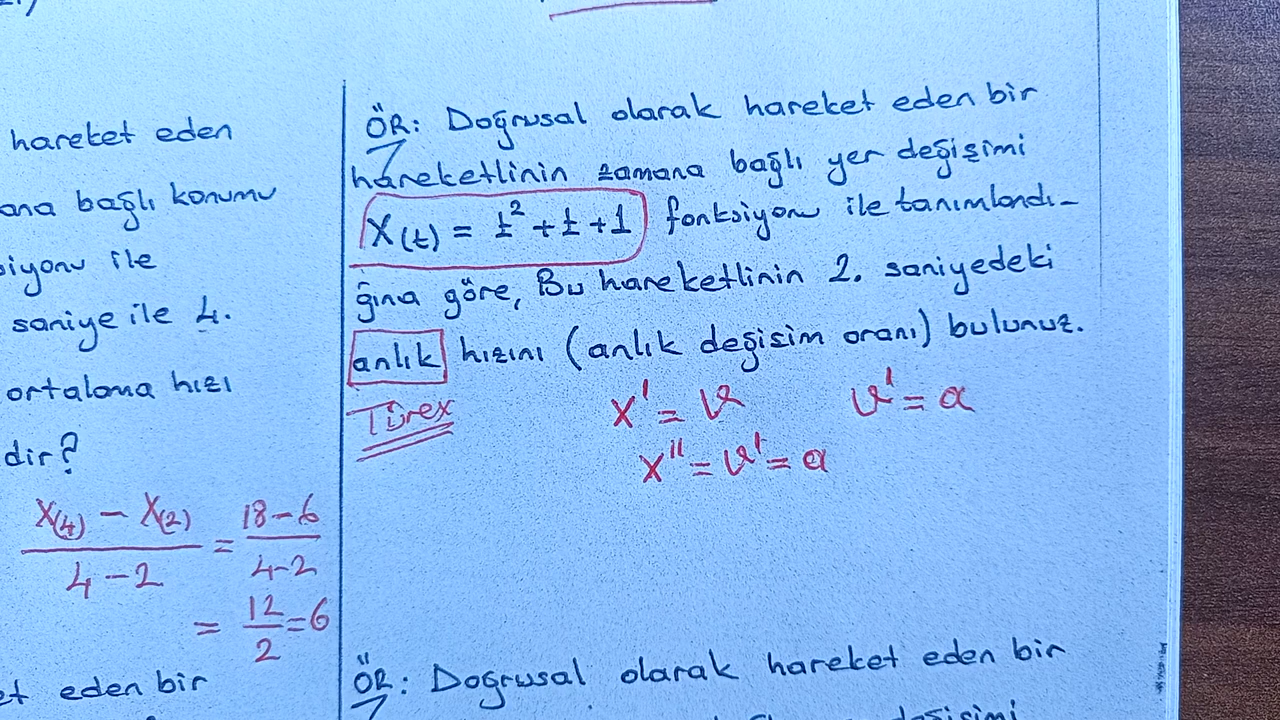 hareket eden
bağlı konumu
ile
saniye ile 4.
ortalama hızı
dir?
X(4) - X(2) / 4-2 = 18-6 / 4-2
= 12/2 = 6
eden bir
ÖR: Doğrusal olarak hareket eden bir
hareketlinin zamana bağlı yer değişimi
X(t) = t² + t + 1 fonksiyonu ile tanımlandı-
ğına göre, Bu hareketlinin 2. saniyedeki
anlık hızını (anlık değişim oranı) bulunuz.
Türev
x' = v v' = a
x'' = v' = a
ÖR: Doğrusal olarak hareket eden bir
değişimi